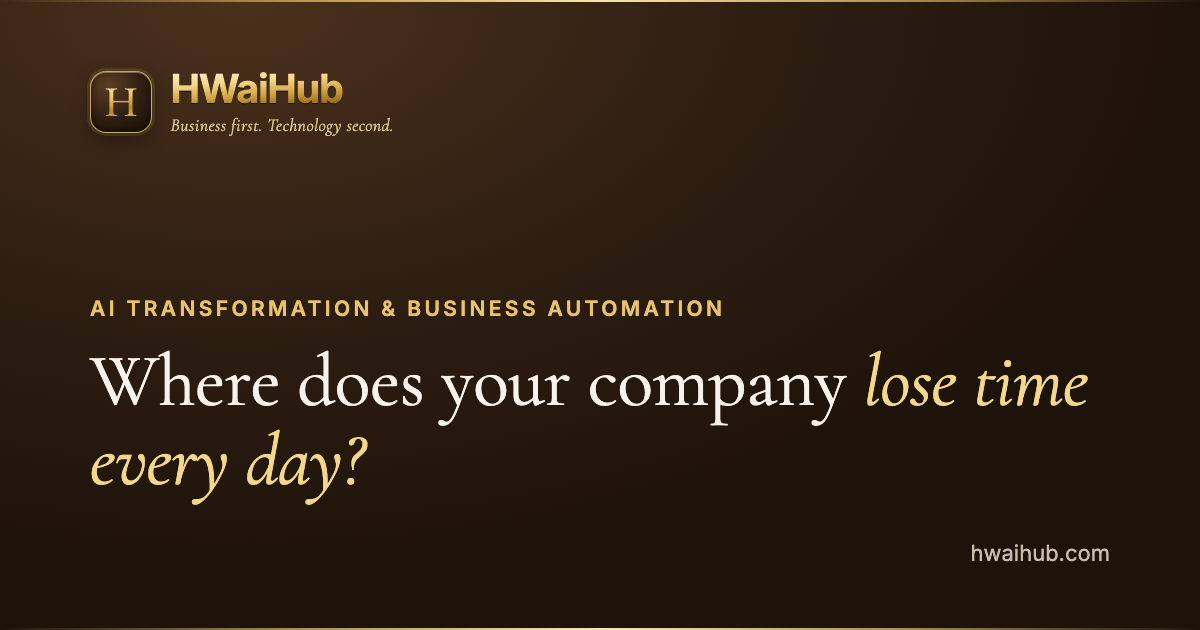 H
HWaiHub
Business first. Technology second.
AI TRANSFORMATION & BUSINESS AUTOMATION
Where does your company lose time
every day?
hwaihub.com